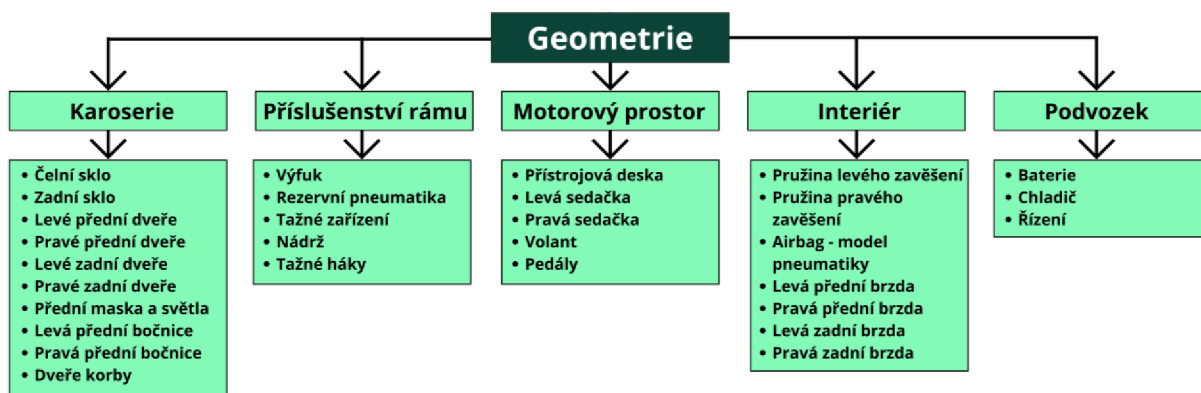 Geometrie
Karoserie
Příslušenství rámu
Motorový prostor
Interiér
Podvozek
• Čelní sklo
• Zadní sklo
• Levé přední dveře
• Pravé přední dveře
• Levé zadní dveře
• Pravé zadní dveře
• Přední maska a světla
• Levá přední bočnice
• Pravá přední bočnice
• Dveře korby
• Výfuk
• Rezervní pneumatika
• Tažné zařízení
• Nádrž
• Tažné háky
• Přístrojová deska
• Levá sedačka
• Pravá sedačka
• Volant
• Pedály
• Pružina levého zavěšení
• Pružina pravého
zavěšení
• Airbag - model
pneumatiky
• Levá přední brzda
• Pravá přední brzda
• Levá zadní brzda
• Pravá zadní brzda
• Baterie
• Chladič
• Řízení